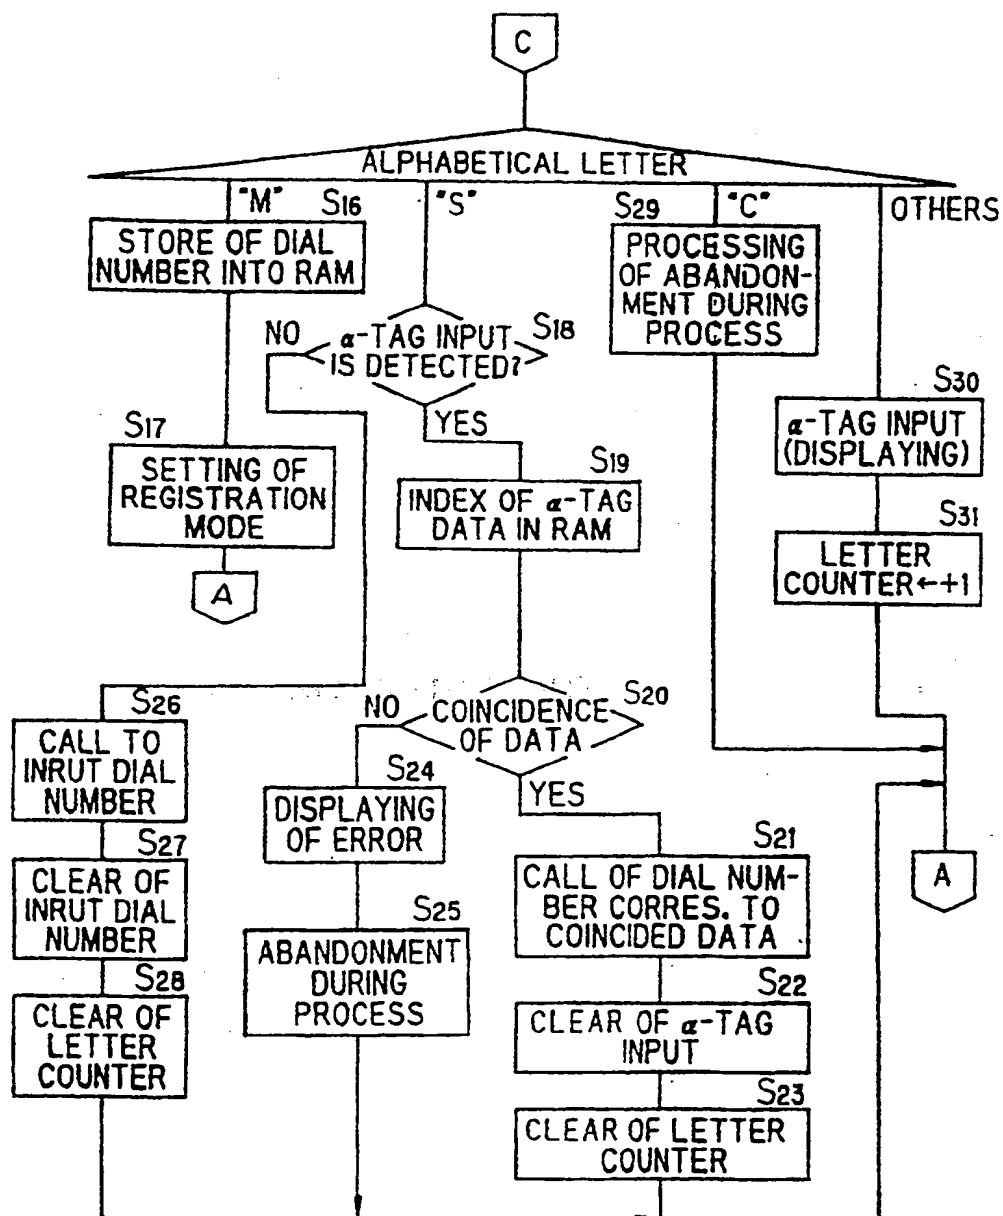 C
ALPHABETICAL LETTER
"M"
S16
STORE OF DIAL
NUMBER INTO RAM
S17
SETTING OF
REGISTRATION
MODE
A
"S"
NO
α-TAG INPUT
IS DETECTED?
S18
YES
S19
INDEX OF α-TAG
DATA IN RAM
NO
COINCIDENCE
OF DATA
S20
YES
S21
CALL OF DIAL NUM-
BER CORRES. TO
COINCIDED DATA
S22
CLEAR OF α-TAG
INPUT
S23
CLEAR OF LETTER
COUNTER
S24
DISPLAYING
OF ERROR
S25
ABANDONMENT
DURING
PROCESS
S26
CALL TO
INRUT DIAL
NUMBER
S27
CLEAR OF
INRUT DIAL
NUMBER
S28
CLEAR OF
LETTER
COUNTER
S29
"C"
PROCESSING
OF ABANDON-
MENT DURING
PROCESS
OTHERS
S30
α-TAG INPUT
(DISPLAYING)
S31
LETTER
COUNTER←+1
A